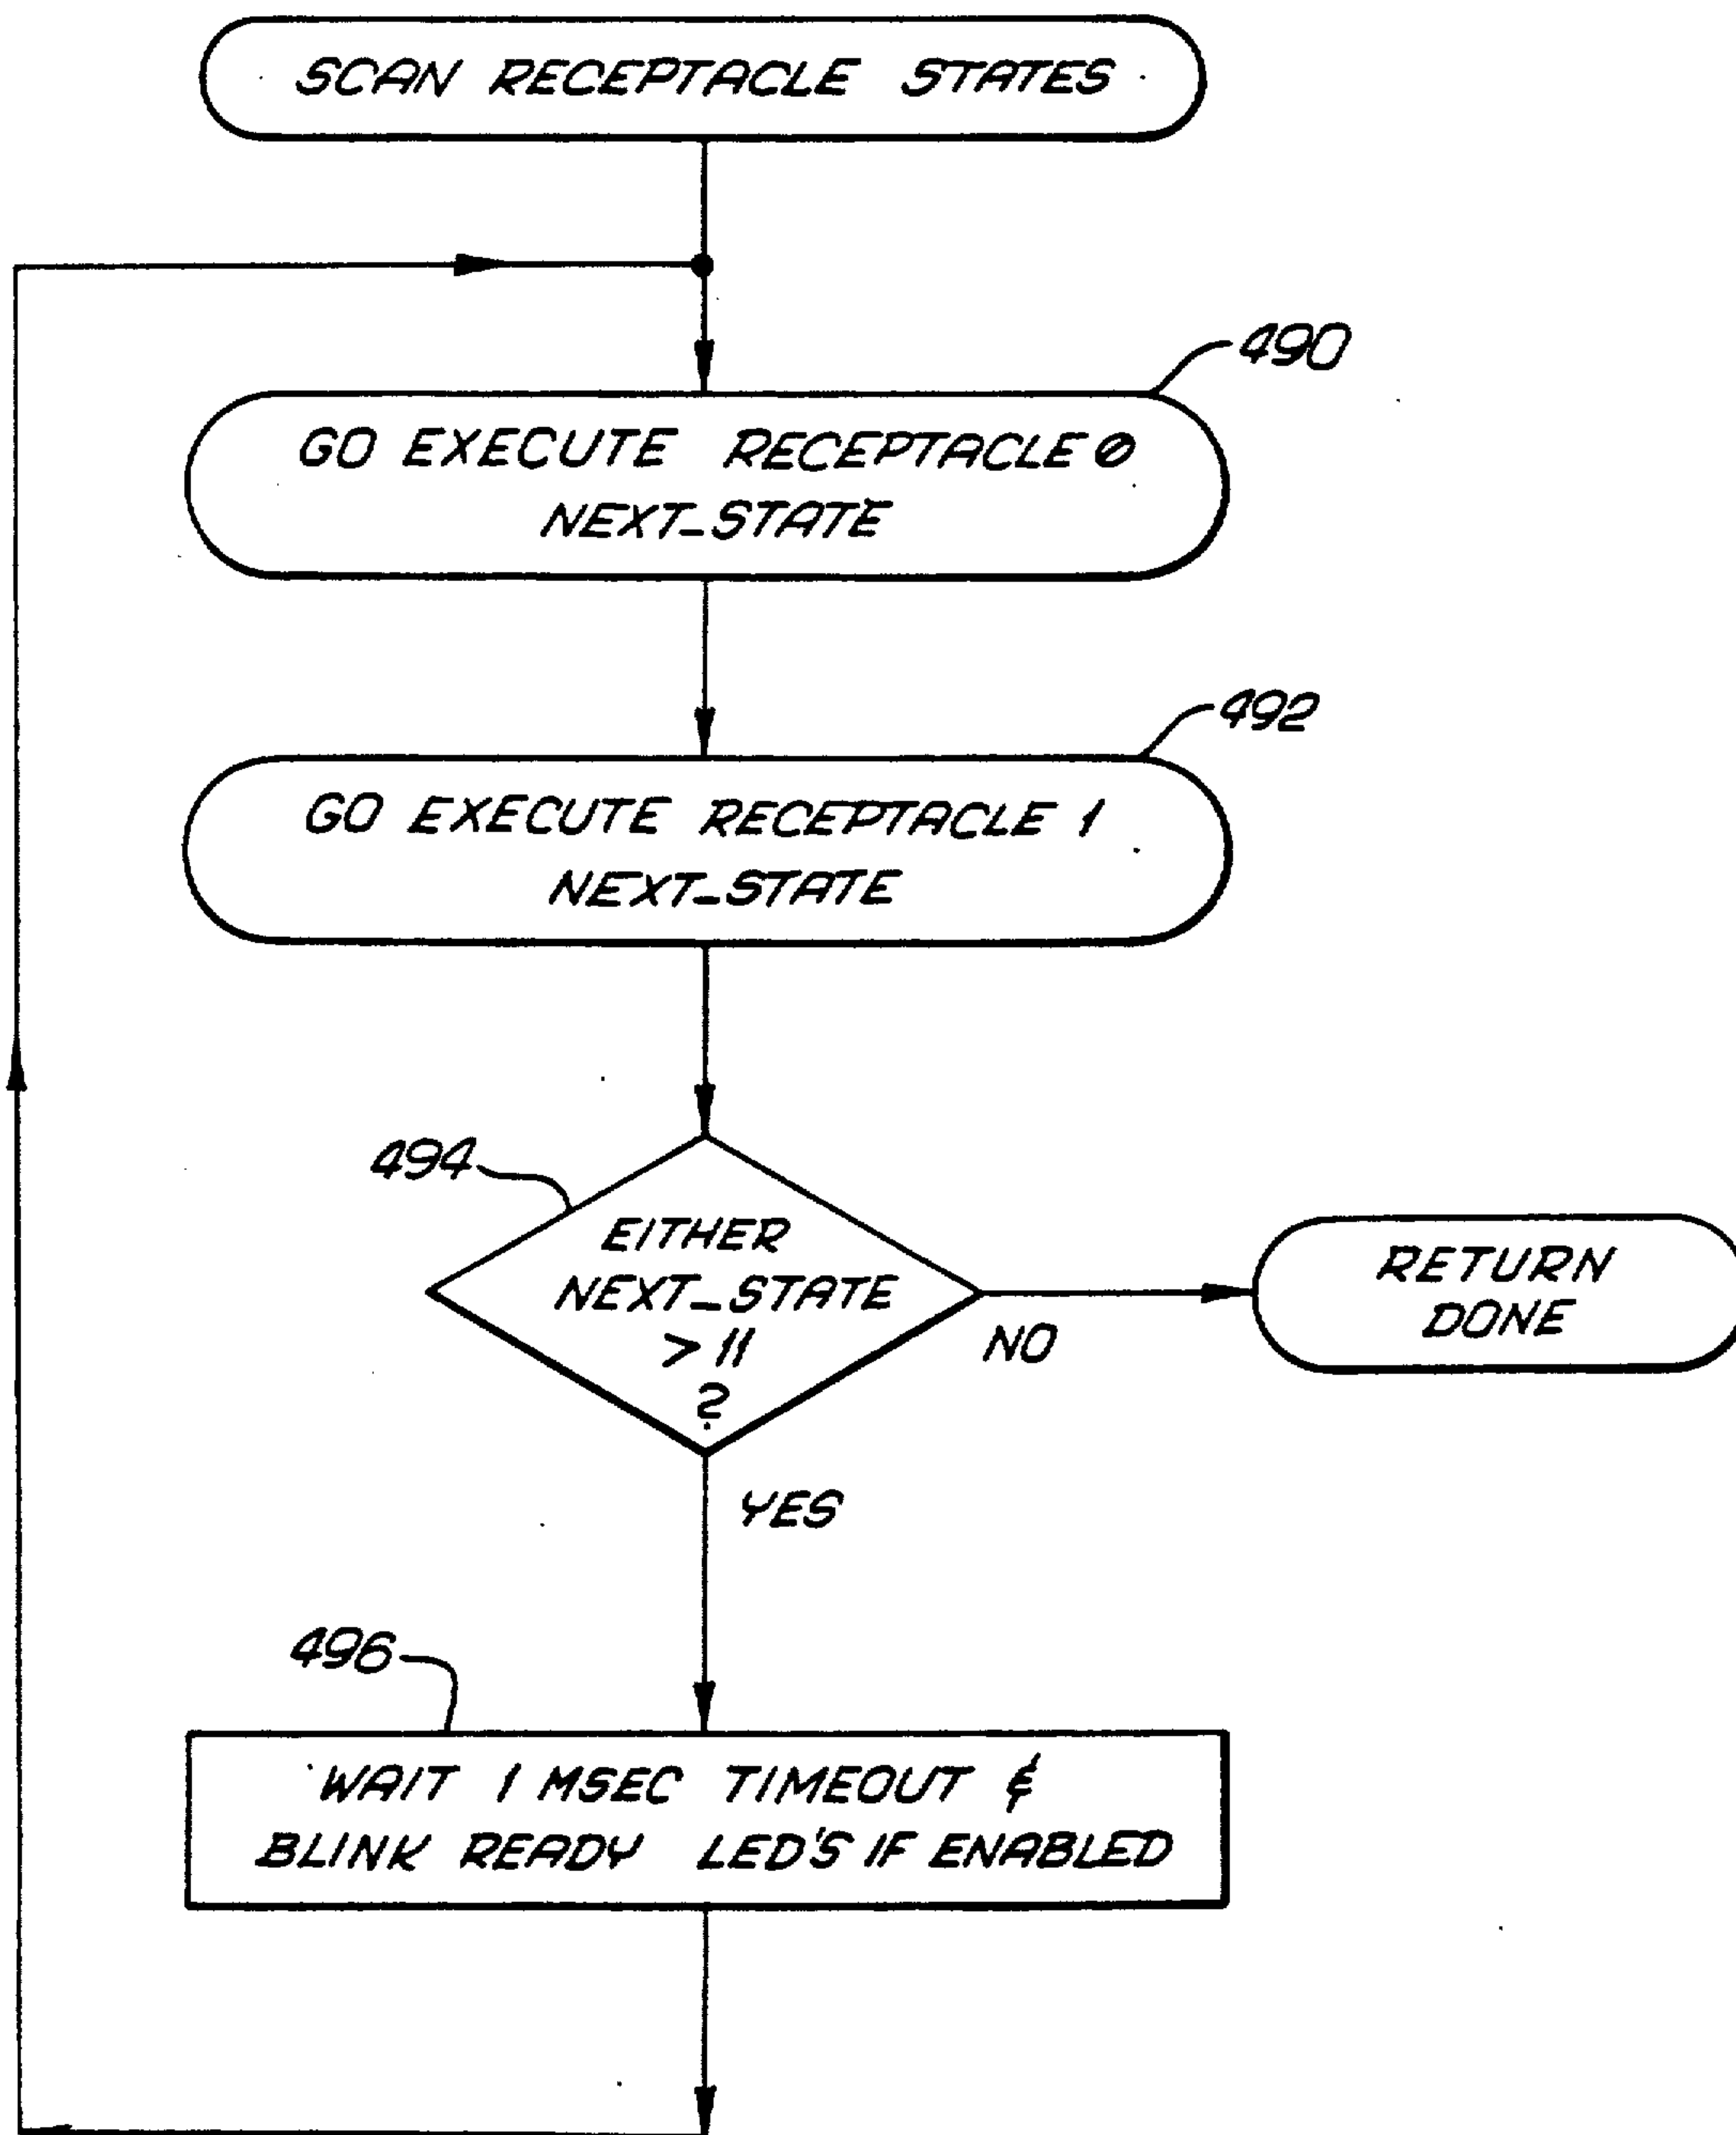 SCAN RECEPTACLE STATES
490
GO EXECUTE RECEPTACLE 0
NEXT_STATE
492
GO EXECUTE RECEPTACLE 1
NEXT_STATE
494
EITHER
NEXT_STATE
> 11
?
NO
RETURN
DONE
YES
496
WAIT 1 MSEC TIMEOUT &
BLINK READY LED'S IF ENABLED